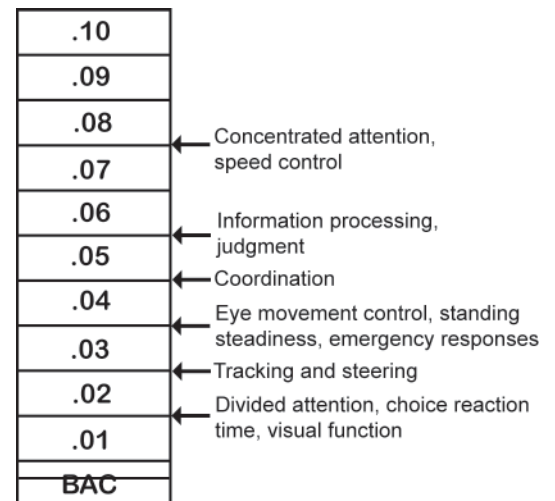 .10
.09
.08
Concentrated attention,
speed control
.07
.06
Information processing,
judgment
.05
Coordination
.04
Eye movement control, standing
steadiness, emergency responses
.03
Tracking and steering
.02
Divided attention, choice reaction
time, visual function
.01
BAC